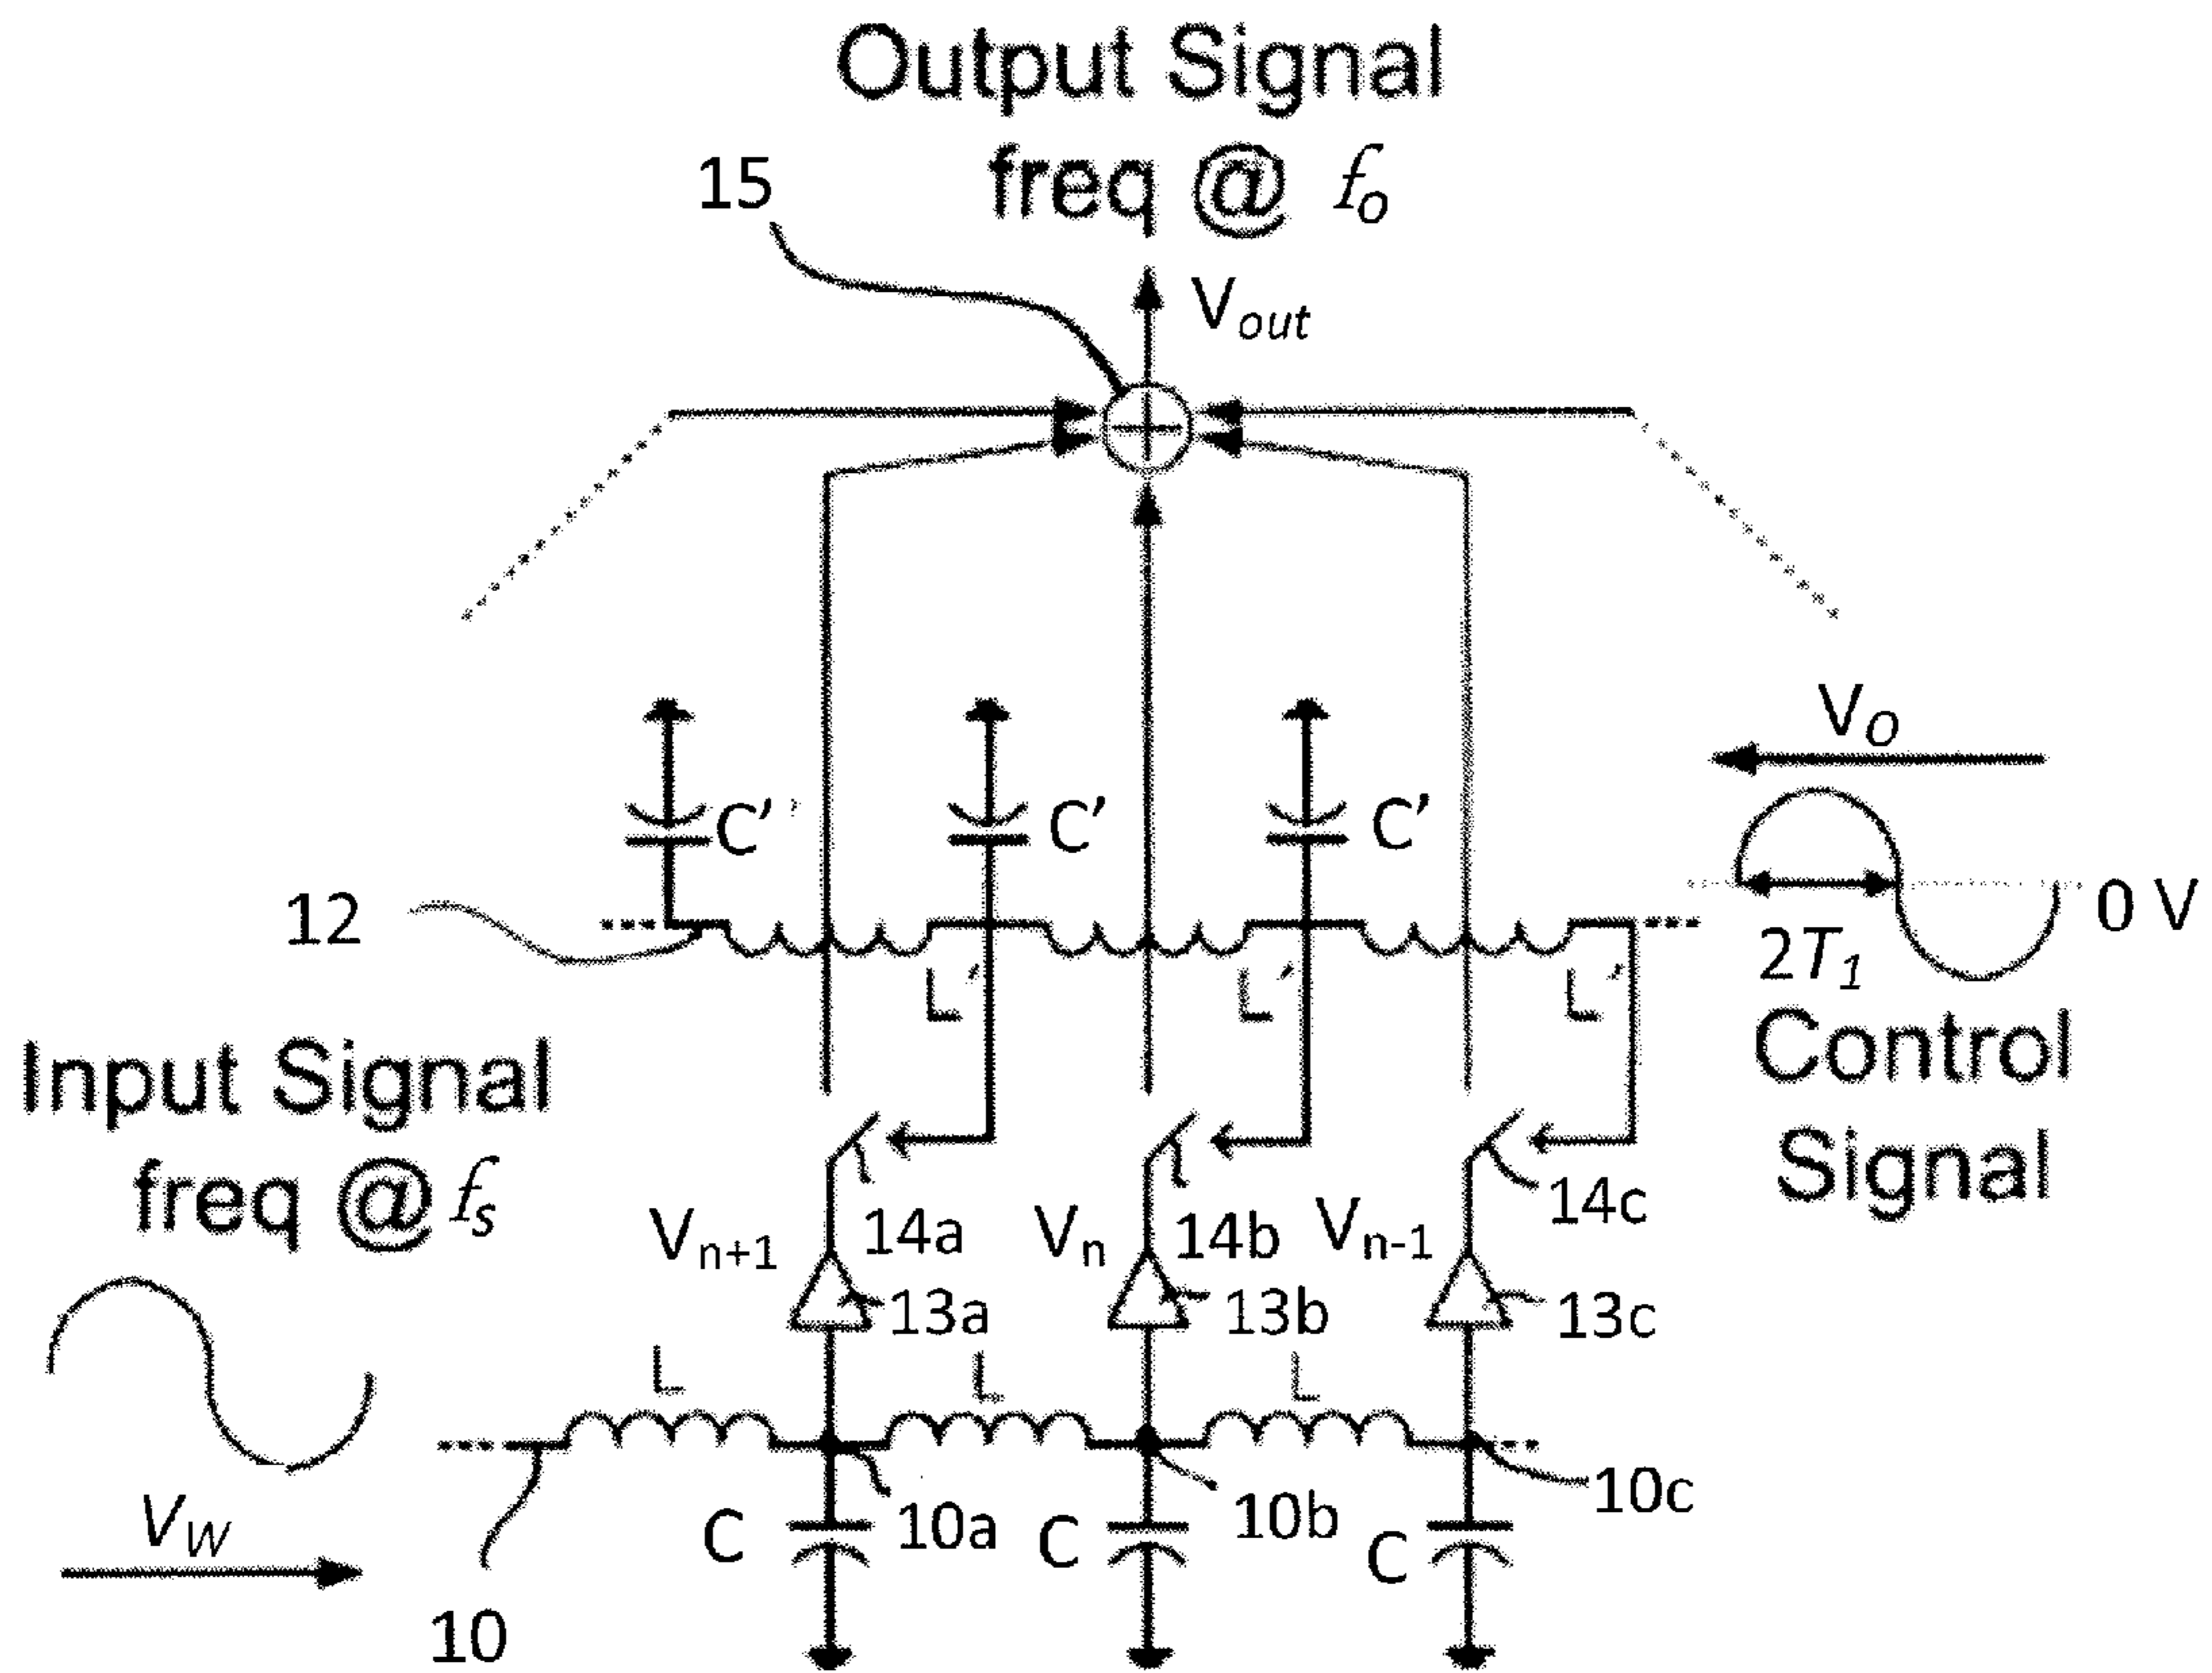 Output Signal
freq @ fo
15
Vout
VO
C'
C'
C'
12
0 V
2T1
L'
L'
L'
Control
Signal
Input Signal
freq @ fs
14c
Vn+1
14a
Vn
14b
Vn-1
13a
13b
13c
L
L
L
10c
VW
C
10a
C
10b
C
10